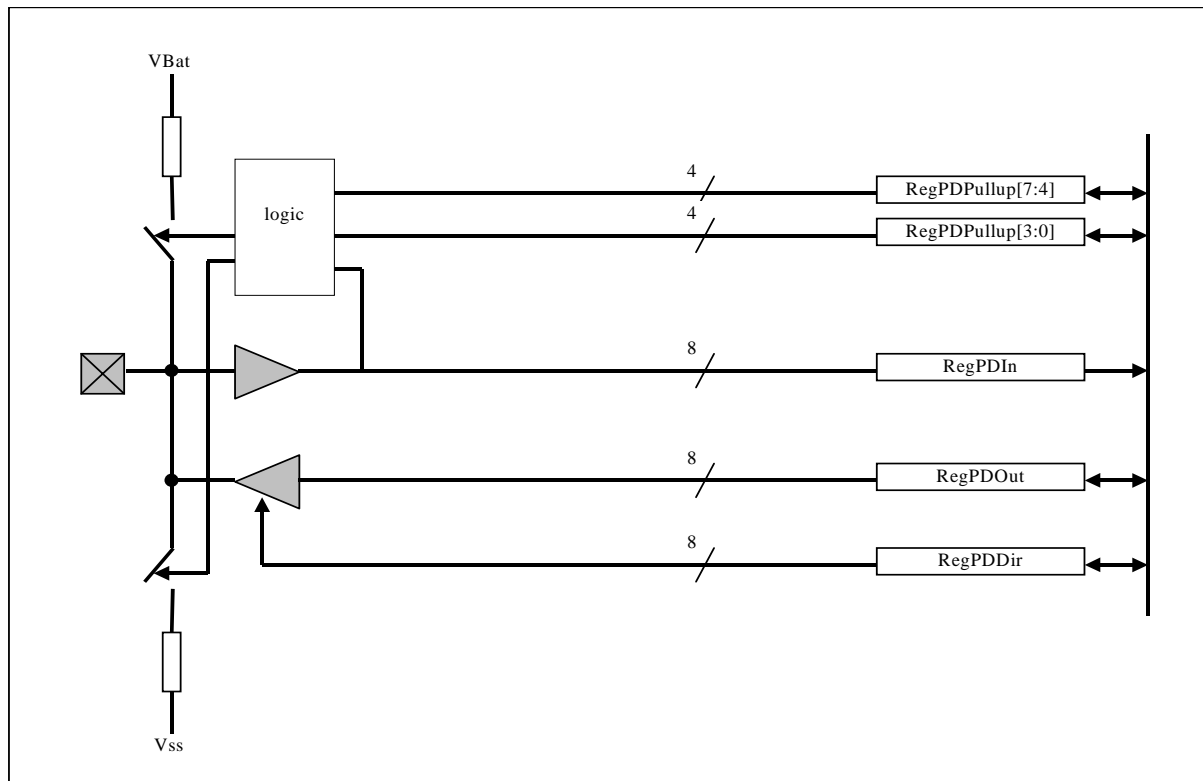 VBat
4
RegPDPullup[7:4]
logic
4
RegPDPullup[3:0]
8
RegPDIn
8
RegPDOut
8
RegPDDir
Vss